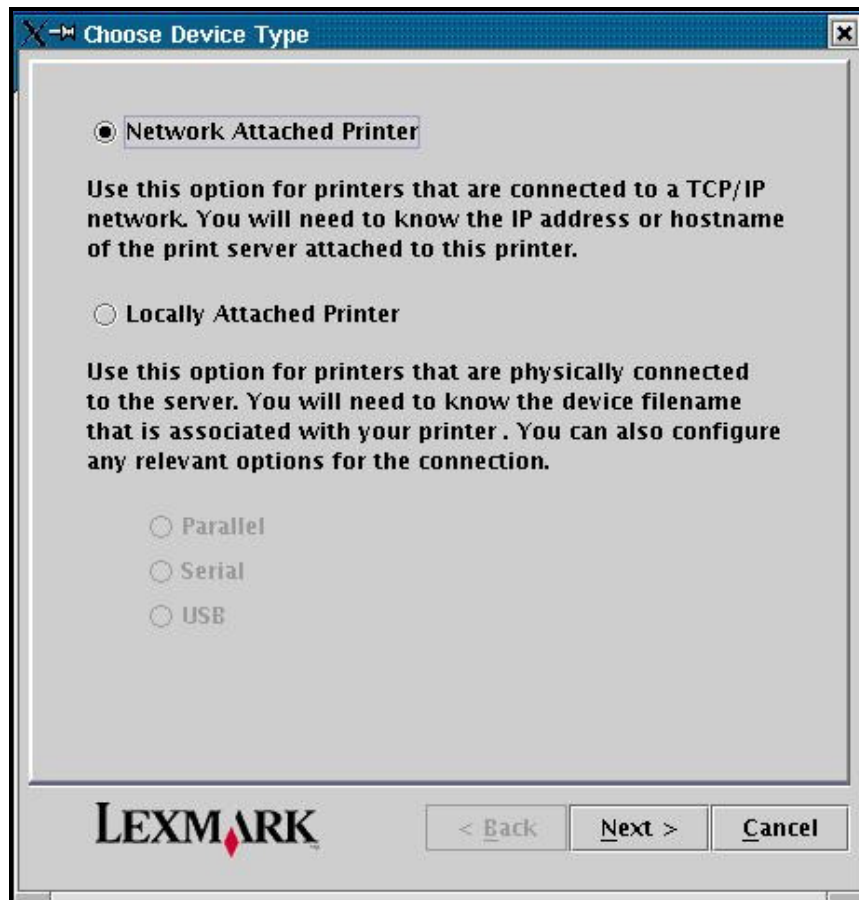 Choose Device Type
Network Attached Printer
Use this option for printers that are connected to a TCP/IP
network. You will need to know the IP address or hostname
of the print server attached to this printer.
Locally Attached Printer
Use this option for printers that are physically connected
to the server. You will need to know the device filename
that is associated with your printer . You can also configure
any relevant options for the connection.
Parallel
Serial
USB
LEXMARK
< Back Next > Cancel